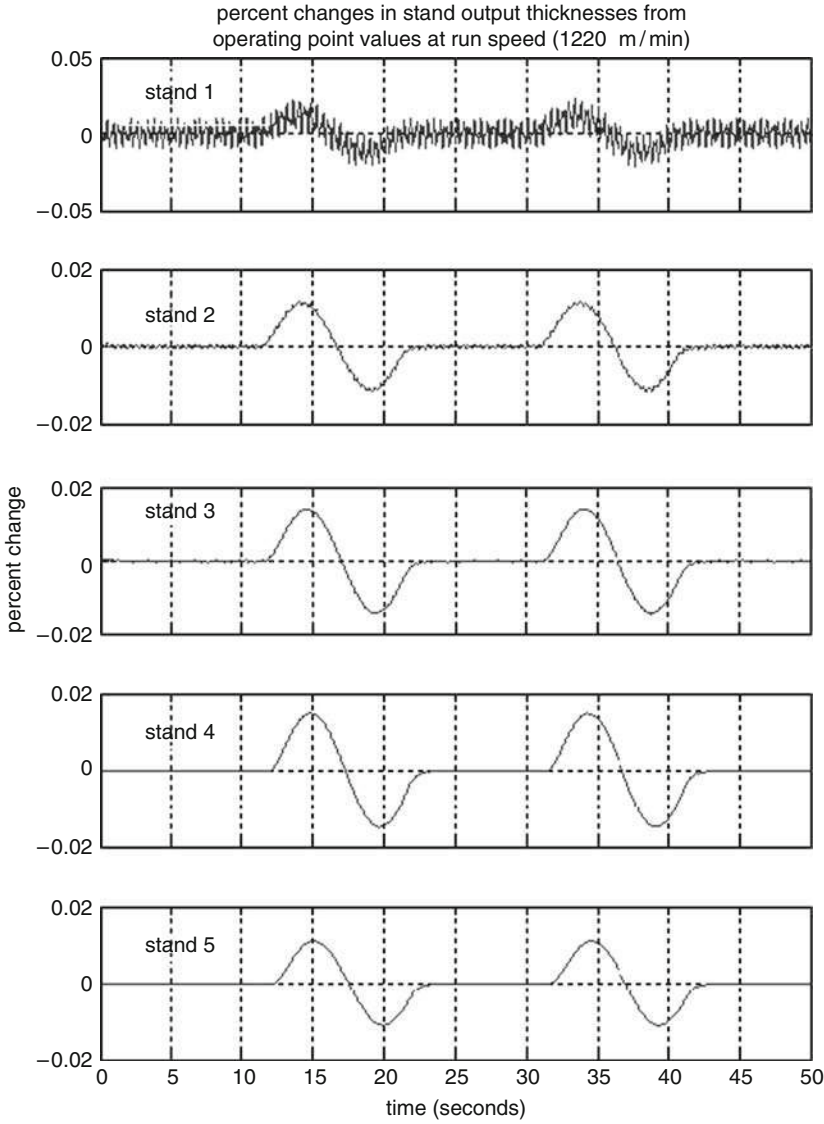 percent changes in stand output thicknesses from
operating point values at run speed (1220 m/min)
0.05
stand 1
0
−0.05
0.02
stand 2
0
−0.02
0.02
stand 3
0
−0.02
percent change
0.02
stand 4
0
−0.02
0.02
stand 5
0
−0.02
0 5 10 15 20 25 30 35 40 45 50
time (seconds)